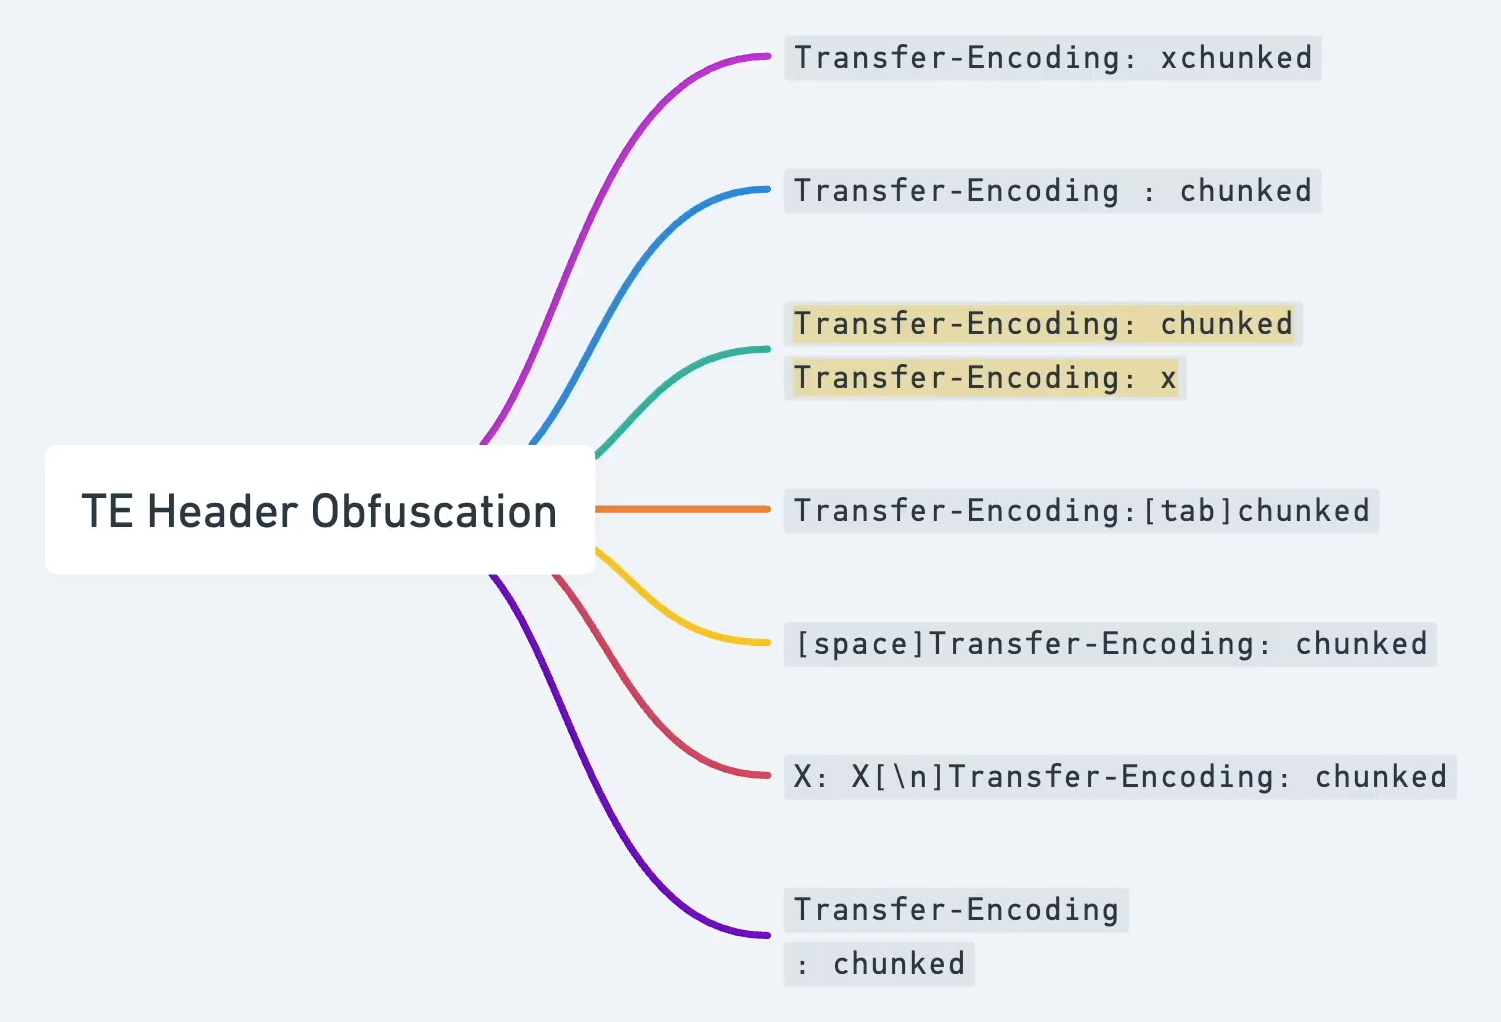 Transfer-Encoding: xchunked
Transfer-Encoding : chunked
Transfer-Encoding: chunked
Transfer-Encoding: x
TE Header Obfuscation
Transfer-Encoding:[tab]chunked
[space]Transfer-Encoding: chunked
X: X[\n]Transfer-Encoding: chunked
Transfer-Encoding
: chunked